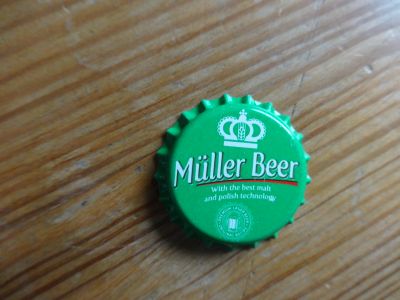 Müller Beer
With the best malt
and polish technology